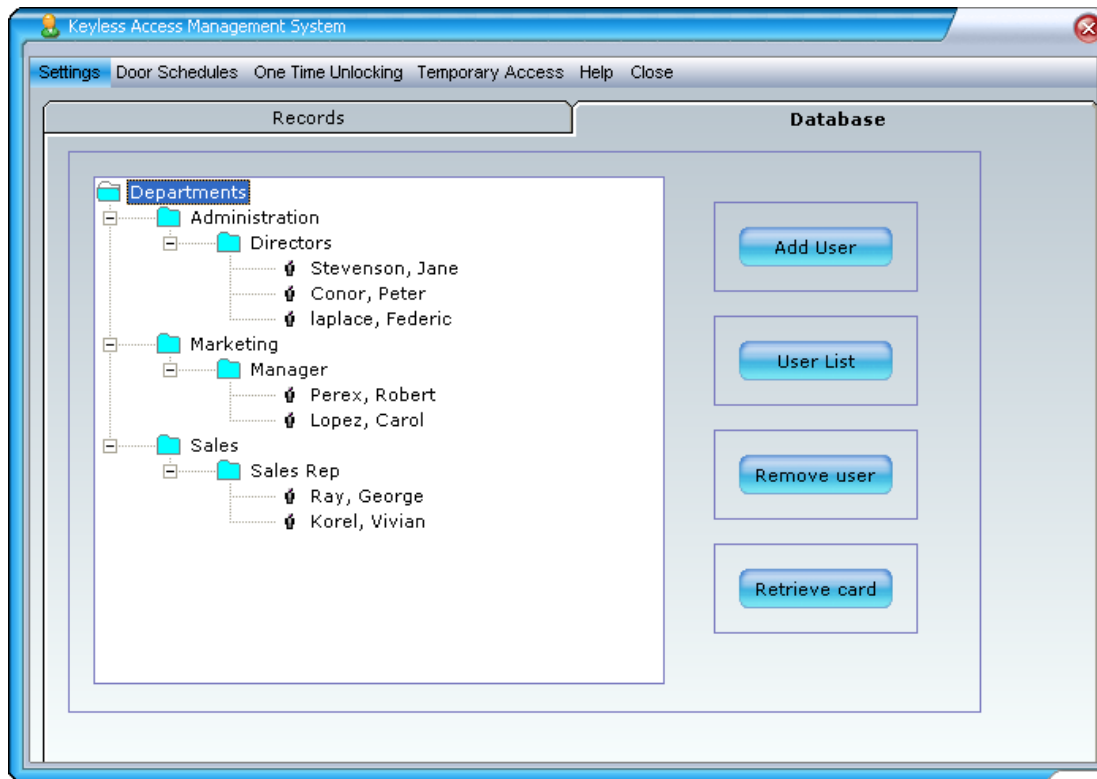 Keyless Access Management System
Settings Door Schedules One Time Unlocking Temporary Access Help Close
Records Database
Departments
Administration
Directors
Stevenson, Jane
Conor, Peter
laplace, Federic
Marketing
Manager
Perex, Robert
Lopez, Carol
Sales
Sales Rep
Ray, George
Korel, Vivian
Add User
User List
Remove user
Retrieve card